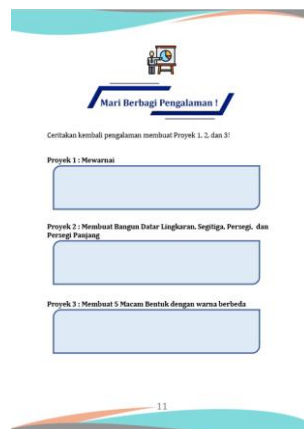 Mari Berbagi Pengalaman !
Ceritakan kembali pengalaman membuat Proyek 1, 2, dan 3!
Proyek 1 : Mewarnai
Proyek 2 : Membuat Bangun Datar Lingkaran, Segitiga, Persegi, dan
Persegi Panjang
Proyek 3 : Membuat 5 Macam Bentuk dengan warna berbeda
11